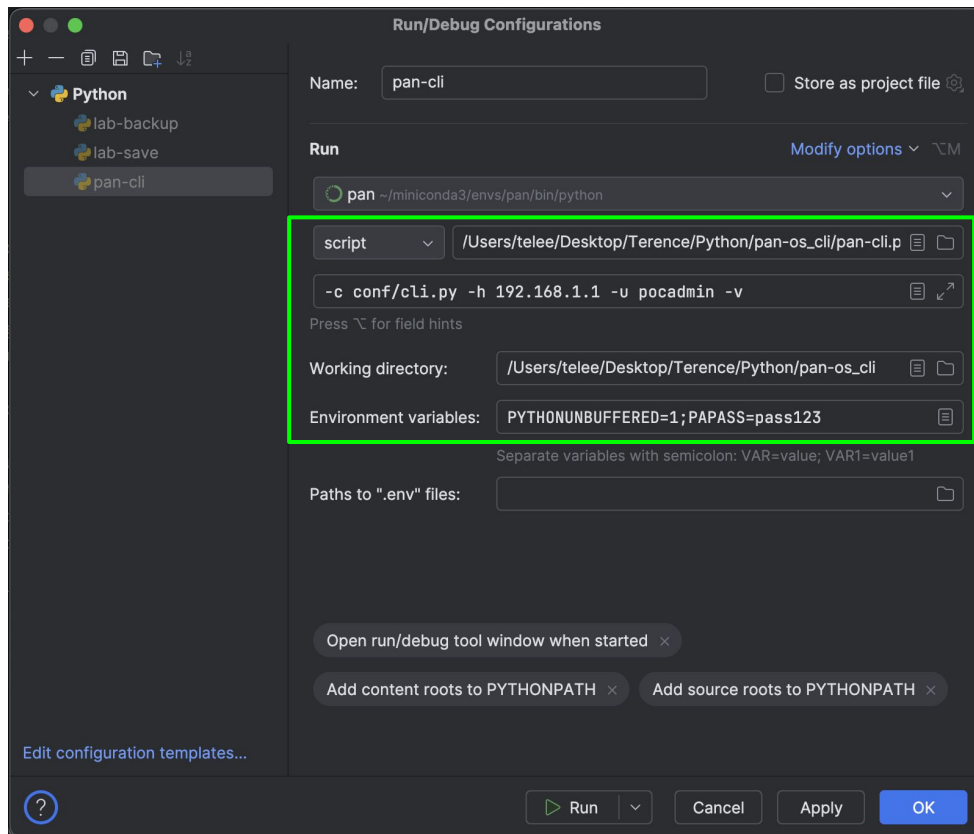 Run/Debug Configurations
Python
lab-backup
lab-save
pan-cli
Edit configuration templates...
Name: pan-cli Store as project file
Run Modify options ⌥M
pan ~/miniconda3/envs/pan/bin/python
script /Users/telee/Desktop/Terence/Python/pan-os_cli/pan-cli.p
-c conf/cli.py -h 192.168.1.1 -u pocadmin -v
Press ⌥ for field hints
Working directory: /Users/telee/Desktop/Terence/Python/pan-os_cli
Environment variables: PYTHONUNBUFFERED=1;PAPASS=pass123
Separate variables with semicolon: VAR=value; VAR1=value1
Paths to ".env" files:
Open run/debug tool window when started ×
Add content roots to PYTHONPATH × Add source roots to PYTHONPATH ×
? Run Cancel Apply OK